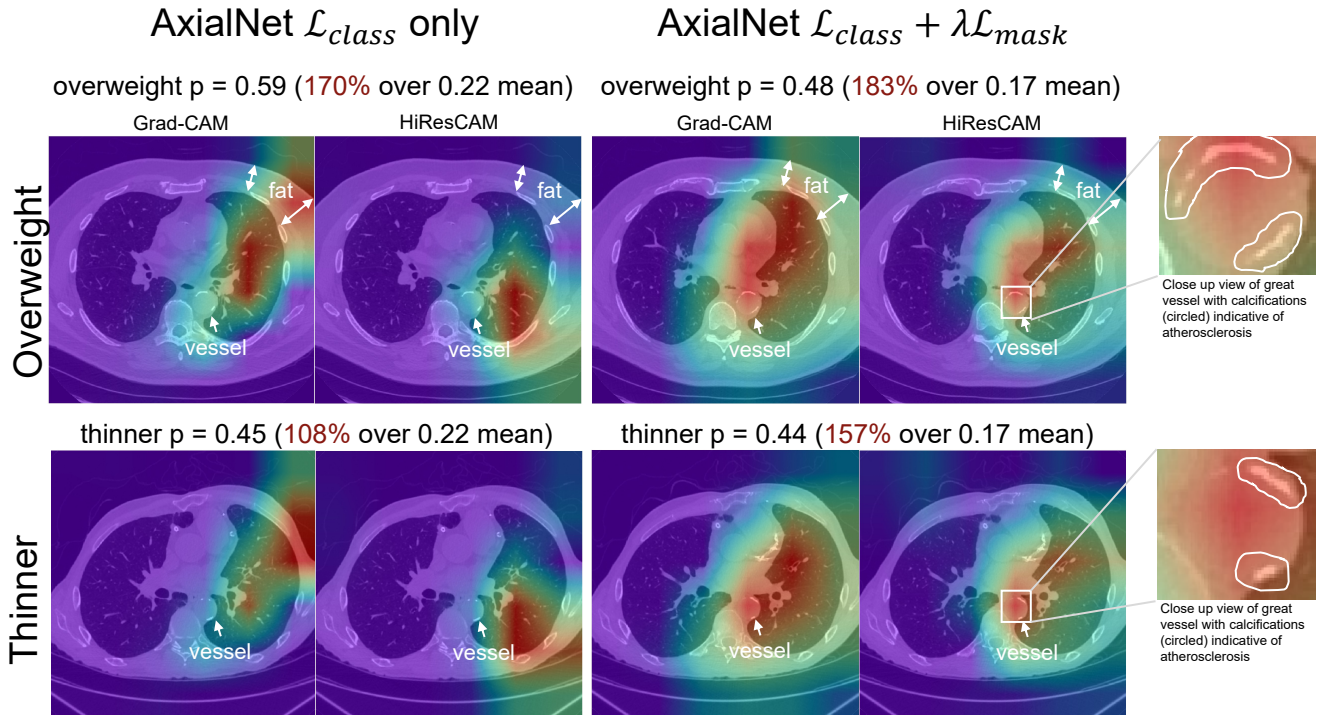 AxialNet ℒ_class only
AxialNet ℒ_class + λℒ_mask
overweight p = 0.59 (170% over 0.22 mean)
overweight p = 0.48 (183% over 0.17 mean)
Grad-CAM
HiResCAM
Grad-CAM
HiResCAM
Overweight
fat
vessel
fat
vessel
fat
vessel
fat
vessel
Close up view of great
vessel with calcifications
(circled) indicative of
atherosclerosis
thinner p = 0.45 (108% over 0.22 mean)
thinner p = 0.44 (157% over 0.17 mean)
Thinner
vessel
vessel
vessel
vessel
Close up view of great
vessel with calcifications
(circled) indicative of
atherosclerosis